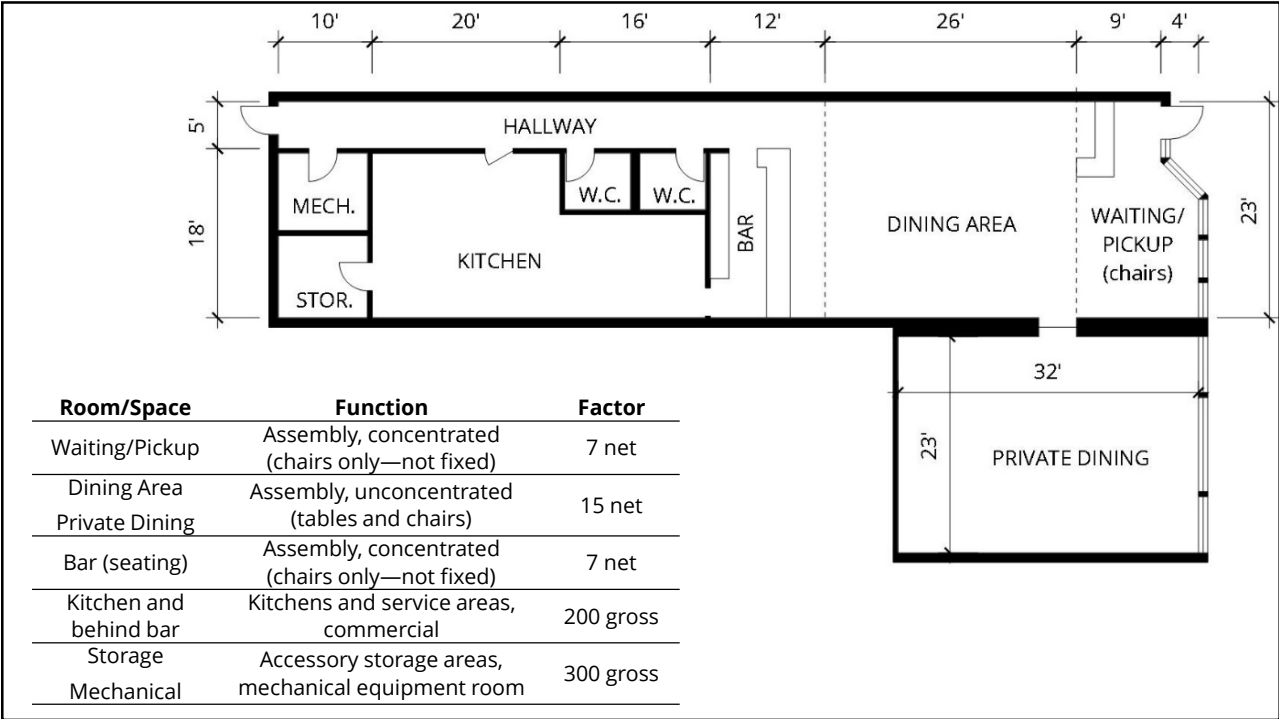 10' 20' 16' 12' 26' 9' 4'
5'
HALLWAY
MECH.
W.C. W.C.
BAR
DINING AREA
WAITING/
PICKUP
(chairs)
23'
18'
KITCHEN
STOR.
32'
23'
PRIVATE DINING
Room/Space Function Factor
Waiting/Pickup Assembly, concentrated
(chairs only—not fixed) 7 net
Dining Area
Private Dining Assembly, unconcentrated
(tables and chairs) 15 net
Bar (seating) Assembly, concentrated
(chairs only—not fixed) 7 net
Kitchen and
behind bar Kitchens and service areas,
commercial 200 gross
Storage
Mechanical Accessory storage areas,
mechanical equipment room 300 gross